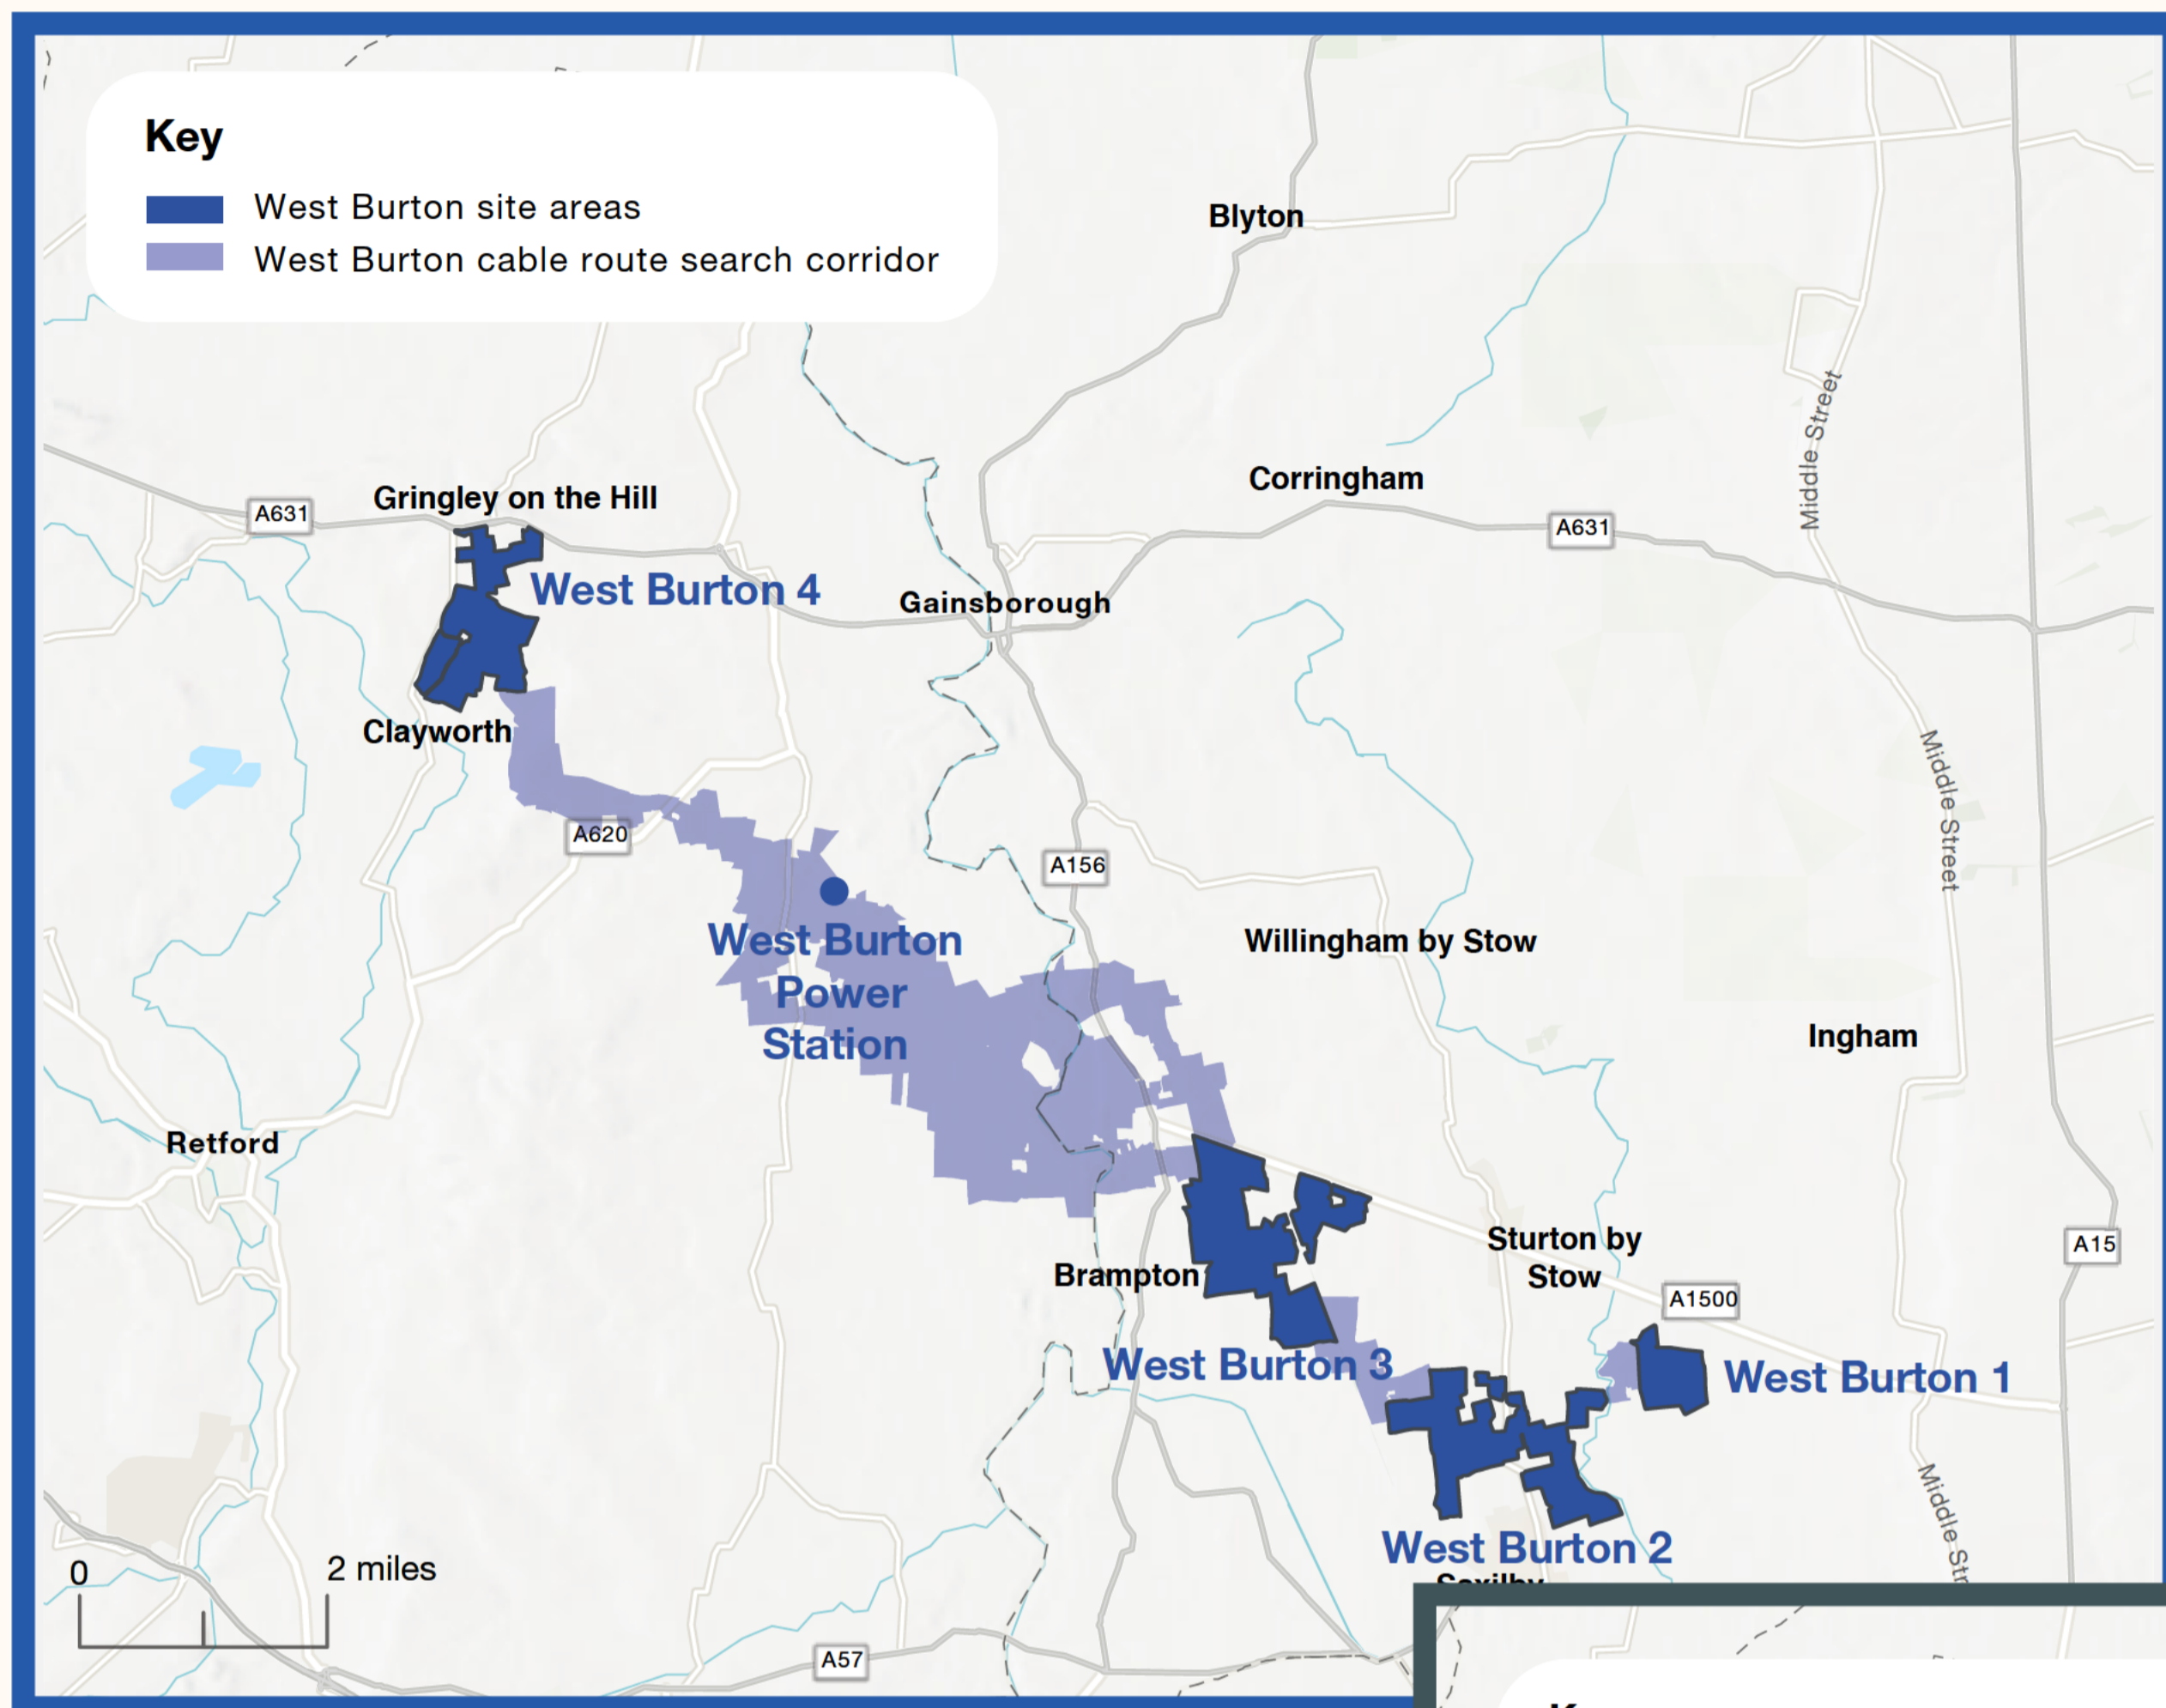 Key
West Burton site areas
West Burton cable route search corridor
Blyton
Middle Street
Corringham
Gringley on the Hill
A631
A631
West Burton 4
Gainsborough
Clayworth
Middle Street
A620
A156
West Burton
Power
Station
Willingham by Stow
Ingham
Retford
Sturton by
Stow
A15
Brampton
A1500
West Burton 3
West Burton 1
Middle Str
West Burton 2
0
2 miles
A57